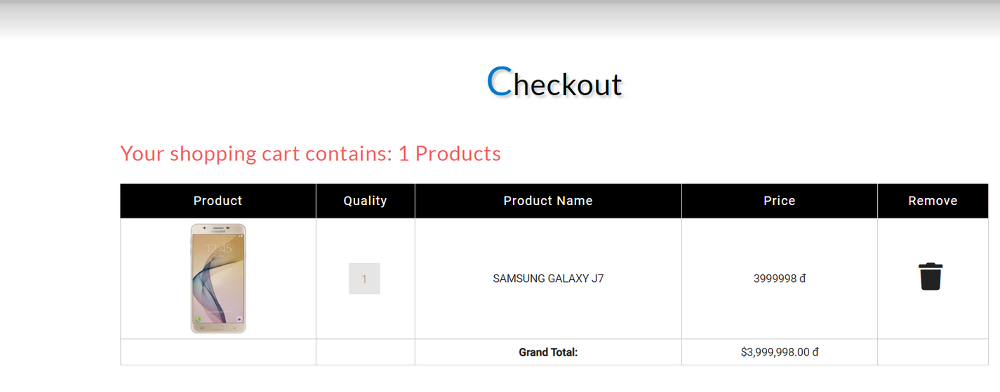 Checkout
Your shopping cart contains: 1 Products
Product Quality Product Name Price Remove
SAMSUNG
12:45
1 SAMSUNG GALAXY J7 3999998 đ
Grand Total: $3,999,998.00 đ